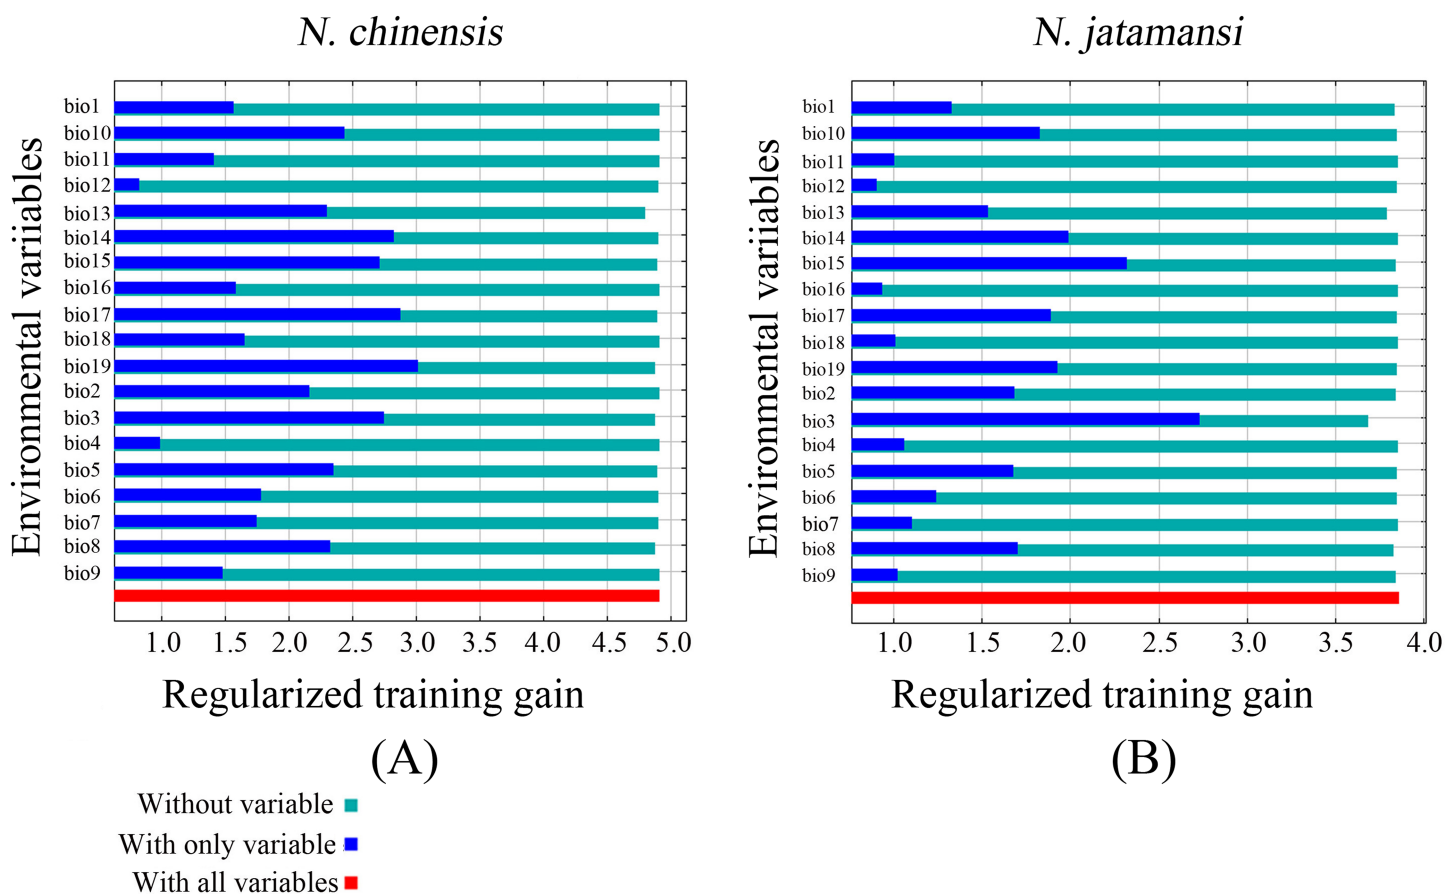 N. chinensis
Environmental variiables
bio1
bio10
bio11
bio12
bio13
bio14
bio15
bio16
bio17
bio18
bio19
bio2
bio3
bio4
bio5
bio6
bio7
bio8
bio9
1.0 1.5 2.0 2.5 3.0 3.5 4.0 4.5 5.0
Regularized training gain
(A)
N. jatamansi
Environmental variables
bio1
bio10
bio11
bio12
bio13
bio14
bio15
bio16
bio17
bio18
bio19
bio2
bio3
bio4
bio5
bio6
bio7
bio8
bio9
1.0 1.5 2.0 2.5 3.0 3.5 4.0
Regularized training gain
(B)
Without variable
With only variable
With all variables